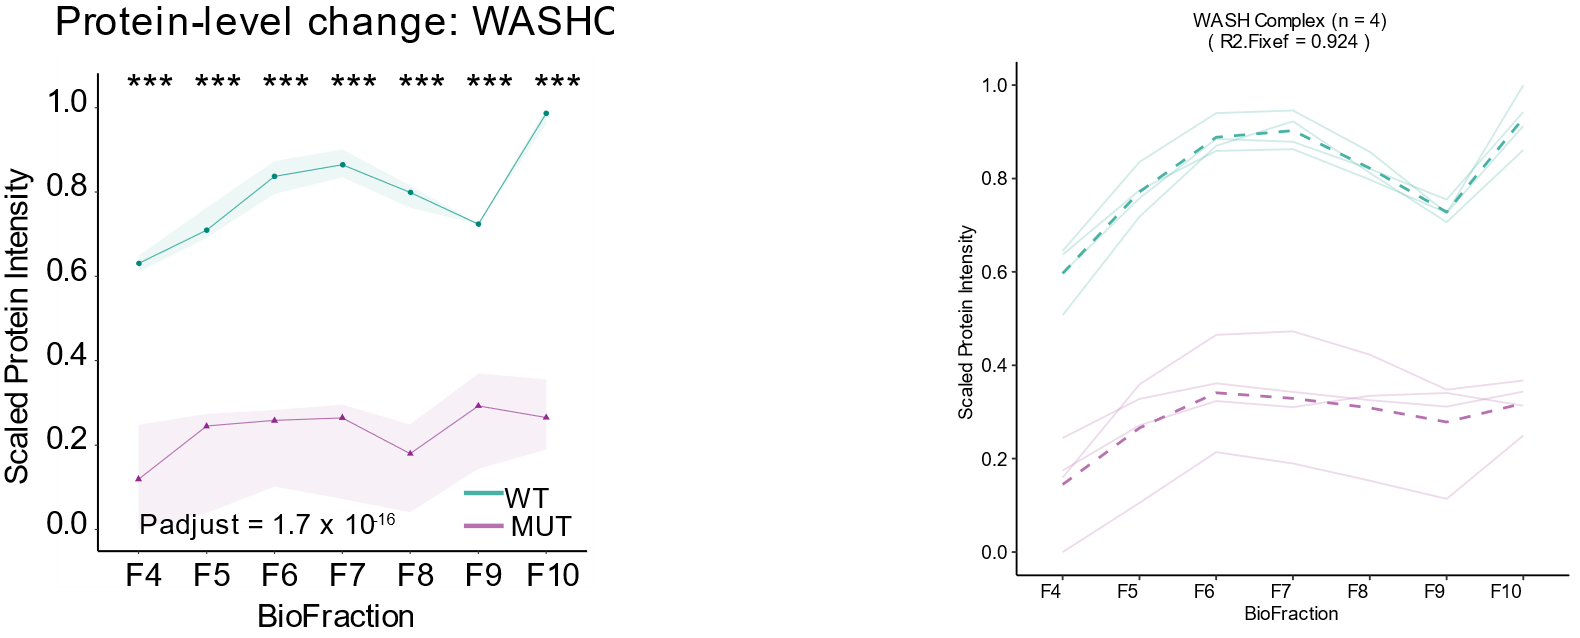 Protein-level change: WASHC
*** *** *** *** *** *** ***
1.0
0.8
0.6
0.4
0.2
0.0
Scaled Protein Intensity
Padjust = 1.7 x 10-16
WT
MUT
F4 F5 F6 F7 F8 F9 F10
BioFraction
WASH Complex (n = 4)
( R2.Fixef = 0.924 )
1.0
0.8
0.6
0.4
0.2
0.0
Scaled Protein Intensity
F4 F5 F6 F7 F8 F9 F10
BioFraction